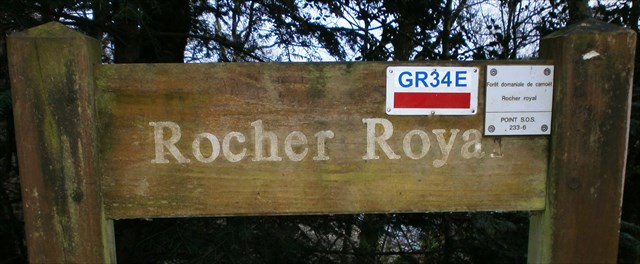 GR34E
Forêt domaniale de carnoët
Rocher royal
POINT S.O.S.
233-6
Rocher Royal